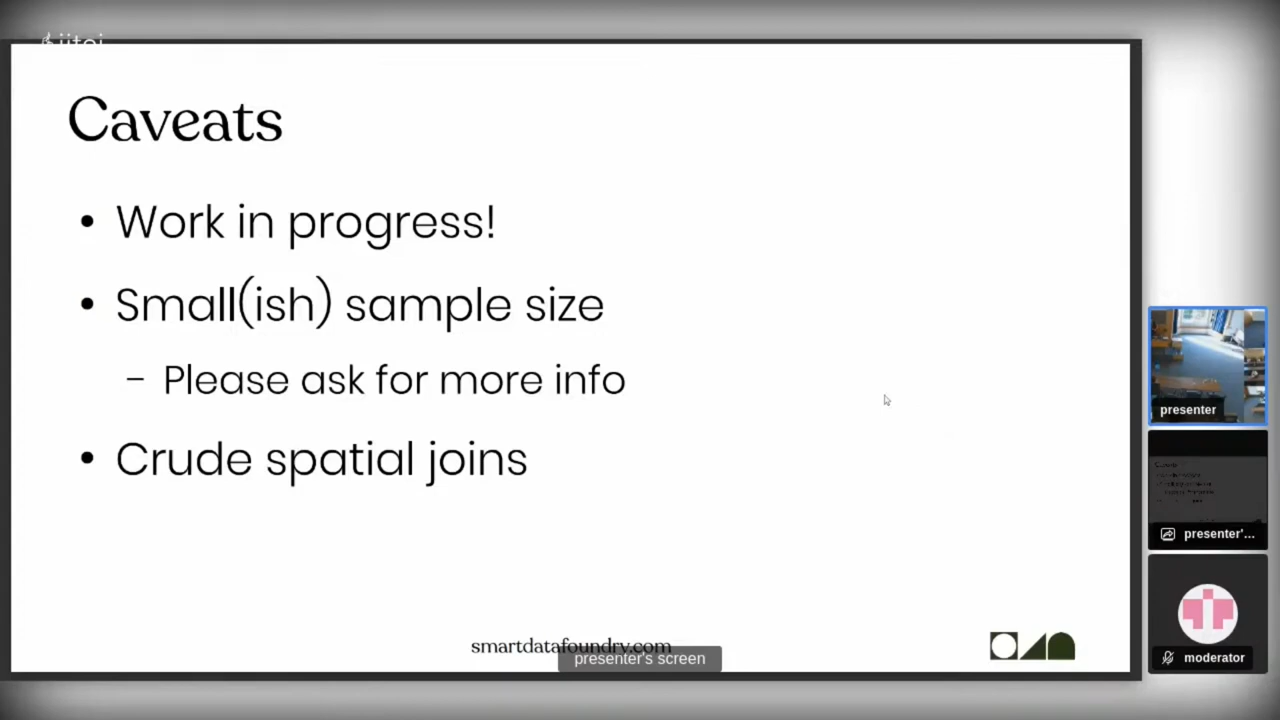 Caveats
• Work in progress!
• Small(ish) sample size
– Please ask for more info
• Crude spatial joins
smartdatafoundry.com
presenter's screen
presenter
presenter'...
moderator